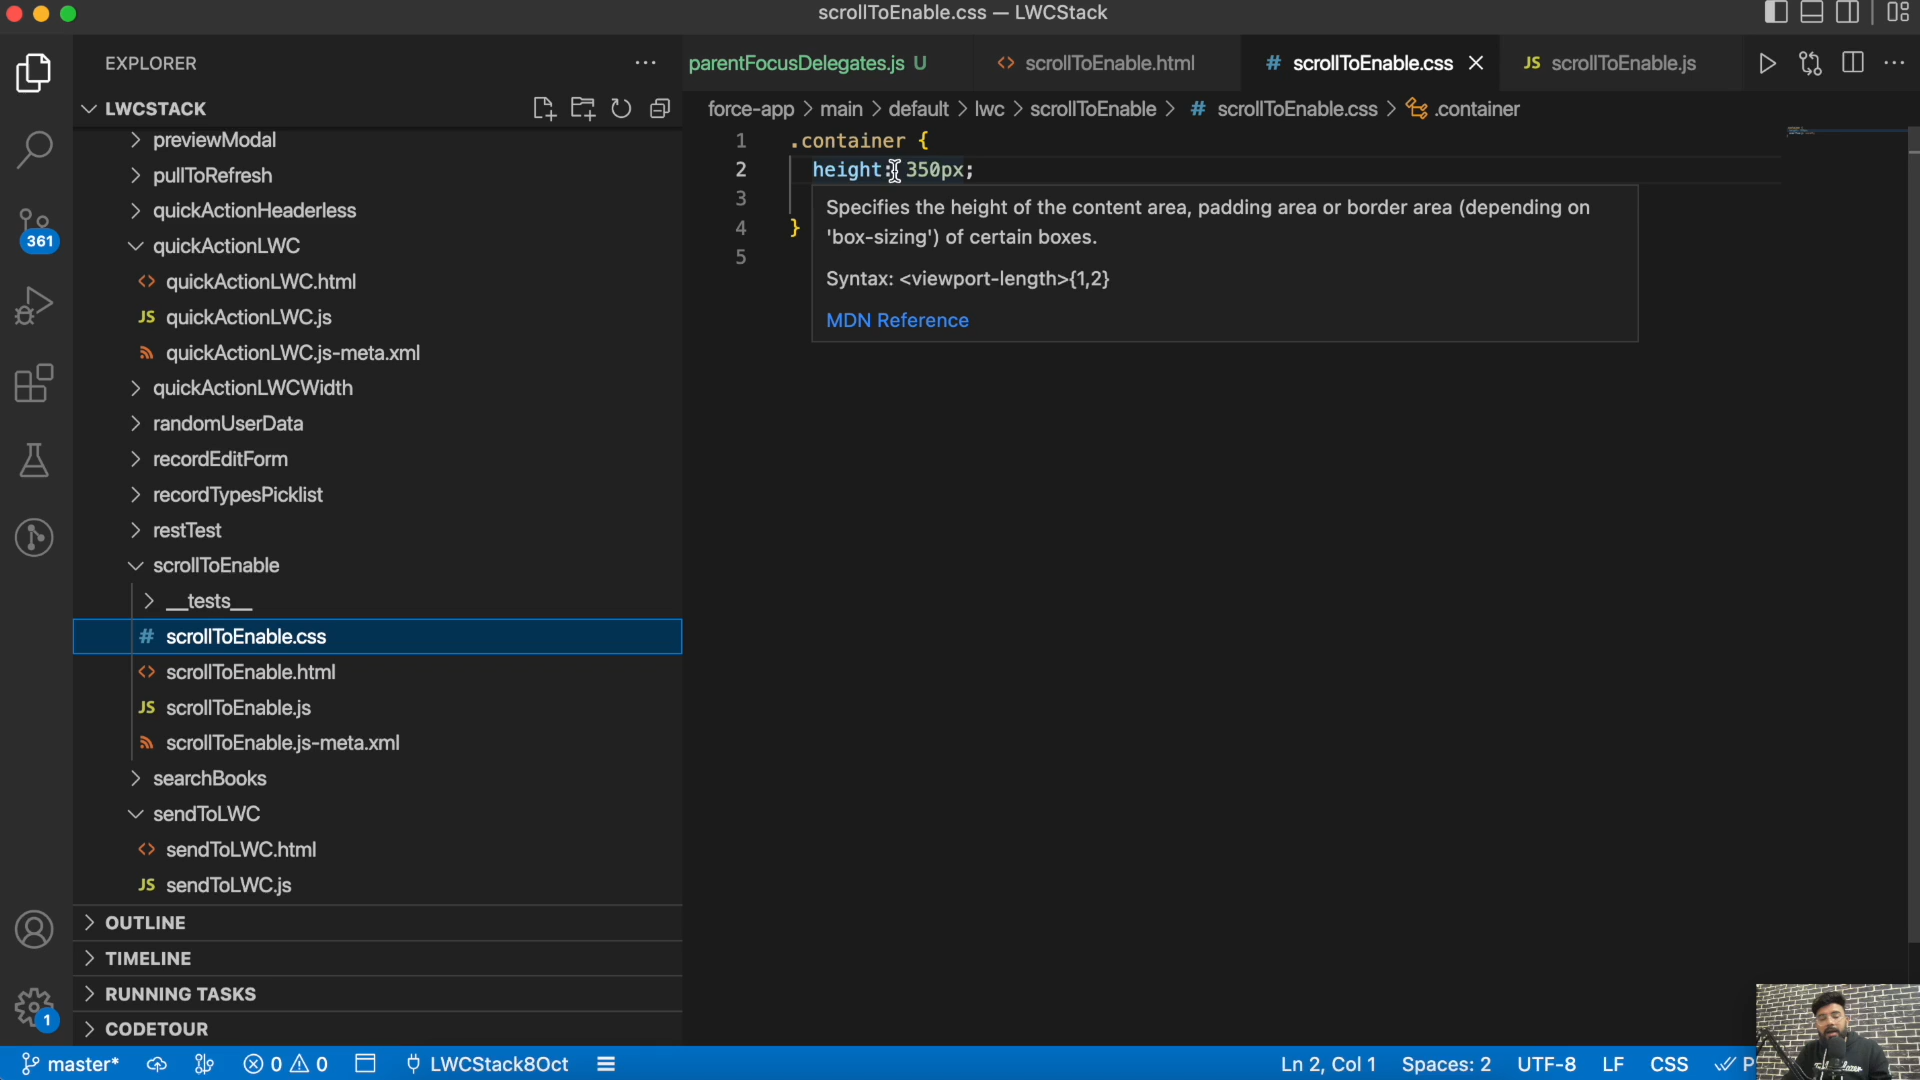 scrollToEnable.css — LWCStack
EXPLORER
parentFocusDelegates.js U
scrollToEnable.html
scrollToEnable.css
JS scrollToEnable.js
LWCSTACK
force-app > main > default > lwc > scrollToEnable > # scrollToEnable.css > .container
previewModal
pullToRefresh
quickActionHeaderless
361
quickActionLWC
quickActionLWC.html
JS quickActionLWC.js
quickActionLWC.js-meta.xml
quickActionLWCWidth
randomUserData
recordEditForm
recordTypesPicklist
restTest
scrollToEnable
__tests__
# scrollToEnable.css
scrollToEnable.html
JS scrollToEnable.js
scrollToEnable.js-meta.xml
searchBooks
sendToLWC
sendToLWC.html
JS sendToLWC.js
OUTLINE
TIMELINE
RUNNING TASKS
1
CODETOUR
1 .container {
2 height: 350px;
3
4 }
5
Specifies the height of the content area, padding area or border area (depending on
'box-sizing') of certain boxes.
Syntax: <viewport-length>{1,2}
MDN Reference
master* 0 0 LWCStack8Oct Ln 2, Col 1 Spaces: 2 UTF-8 LF CSS